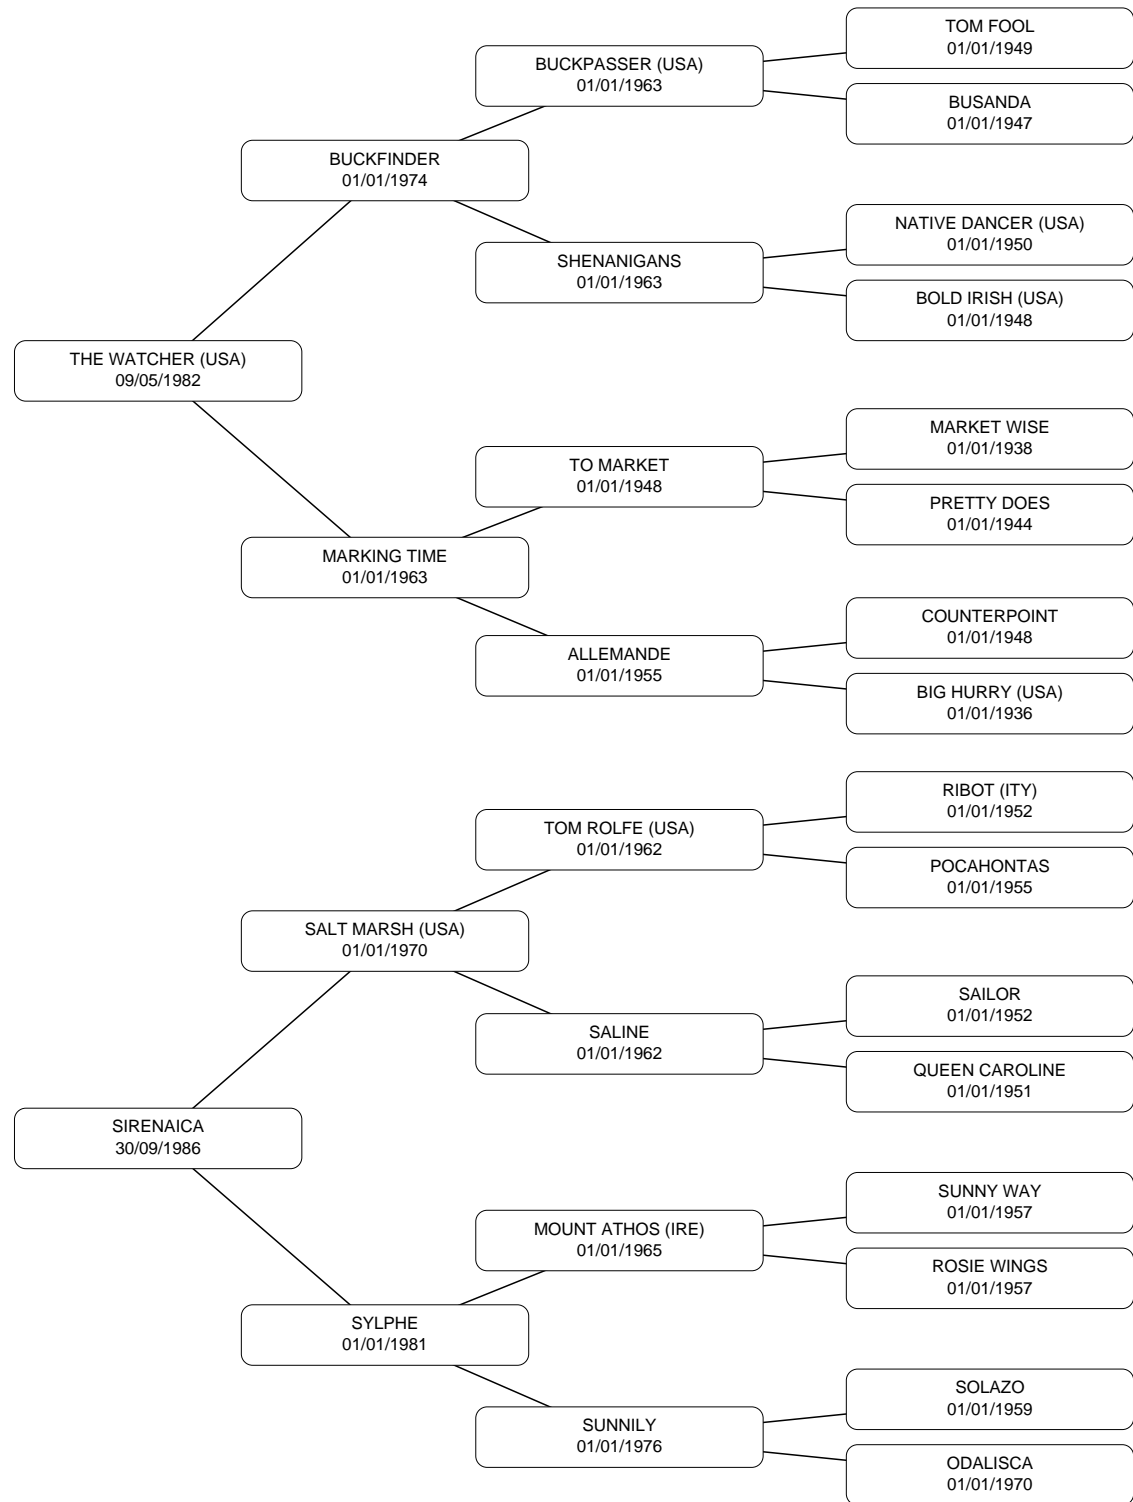 TOM FOOL
01/01/1949
BUCKPASSER (USA)
01/01/1963
BUSANDA
01/01/1947
BUCKFINDER
01/01/1974
NATIVE DANCER (USA)
01/01/1950
SHENANIGANS
01/01/1963
BOLD IRISH (USA)
01/01/1948
THE WATCHER (USA)
09/05/1982
MARKET WISE
01/01/1938
TO MARKET
01/01/1948
PRETTY DOES
01/01/1944
MARKING TIME
01/01/1963
COUNTERPOINT
01/01/1948
ALLEMANDE
01/01/1955
BIG HURRY (USA)
01/01/1936
RIBOT (ITY)
01/01/1952
TOM ROLFE (USA)
01/01/1962
POCAHONTAS
01/01/1955
SALT MARSH (USA)
01/01/1970
SAILOR
01/01/1952
SALINE
01/01/1962
QUEEN CAROLINE
01/01/1951
SIRENAICA
30/09/1986
SUNNY WAY
01/01/1957
MOUNT ATHOS (IRE)
01/01/1965
ROSIE WINGS
01/01/1957
SYLPHE
01/01/1981
SOLAZO
01/01/1959
SUNNILY
01/01/1976
ODALISCA
01/01/1970